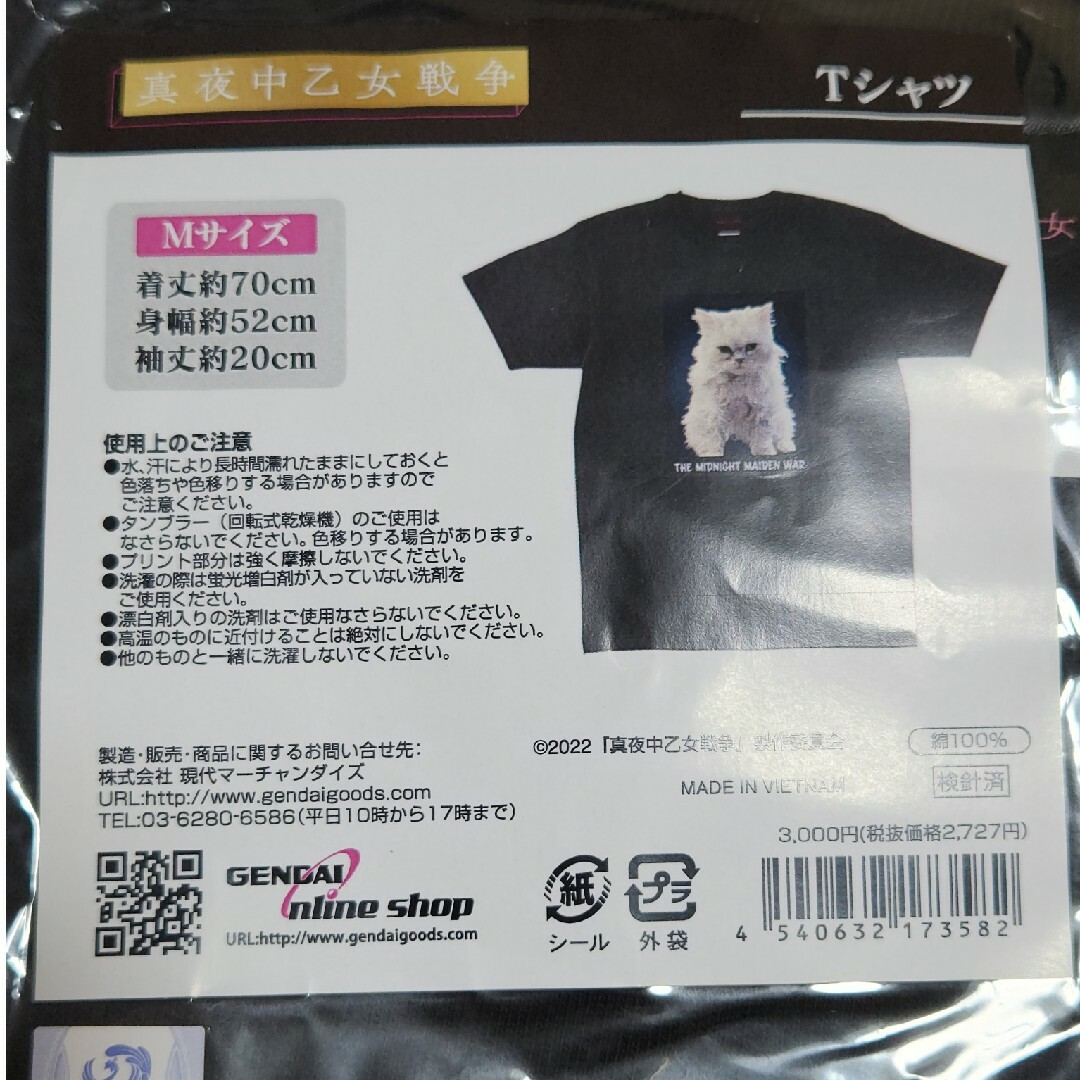 真夜中乙女戦争
Tシャツ
女
Mサイズ
着丈約70cm
身幅約52cm
袖丈約20cm
THE MIDNIGHT MAIDEN WAR
使用上のご注意
●水、汗により長時間濡れたままにしておくと
色落ちや色移りする場合がありますので
ご注意ください。
●タンブラー（回転式乾燥機）のご使用は
なさらないでください。色移りする場合があります。
●プリント部分は強く摩擦しないでください。
●洗濯の際は蛍光増白剤が入っていない洗剤を
ご使用ください。
●漂白剤入りの洗剤はご使用なさらないでください。
●高温のものに近付けることは絶対にしないでください。
●他のものと一緒に洗濯しないでください。
製造・販売・商品に関するお問い合せ先：
株式会社 現代マーチャンダイズ
URL:http://www.gendaigoods.com
TEL:03-6280-6586(平日10時から17時まで)
©2022「真夜中乙女戦争」製作委員会
綿100%
MADE IN VIETNAM
検針済
3,000円(税抜価格2,727円)
GENDAI
Online shop
URL:http://www.gendaigoods.com
紙
シール
プラ
外袋
4 540632 173582